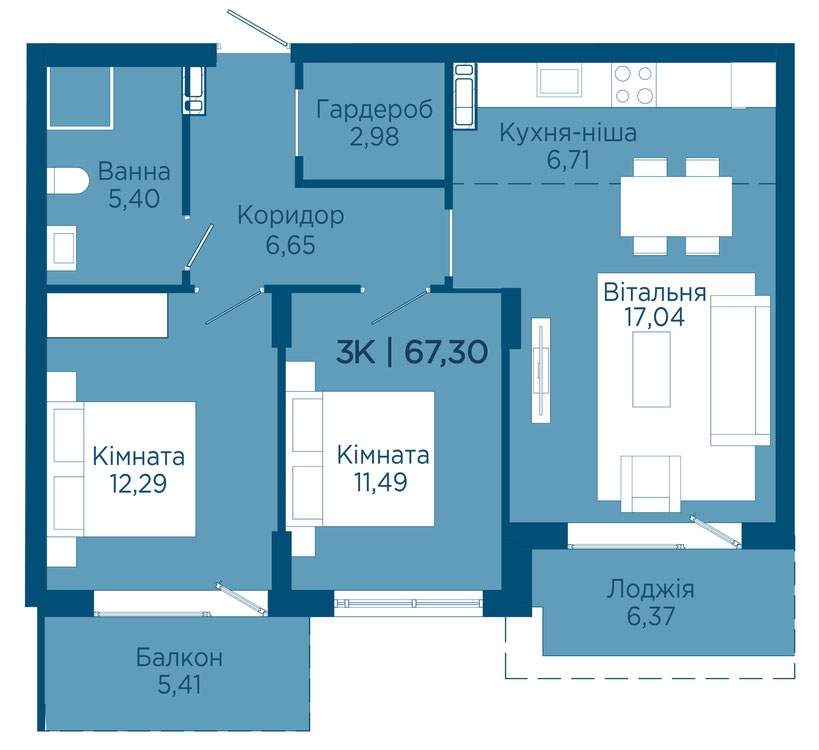 Гардероб
2,98
Кухня-ніша
6,71
Ванна
5,40
Коридор
6,65
Вітальня
17,04
3К | 67,30
Кімната
12,29
Кімната
11,49
Лоджія
6,37
Балкон
5,41